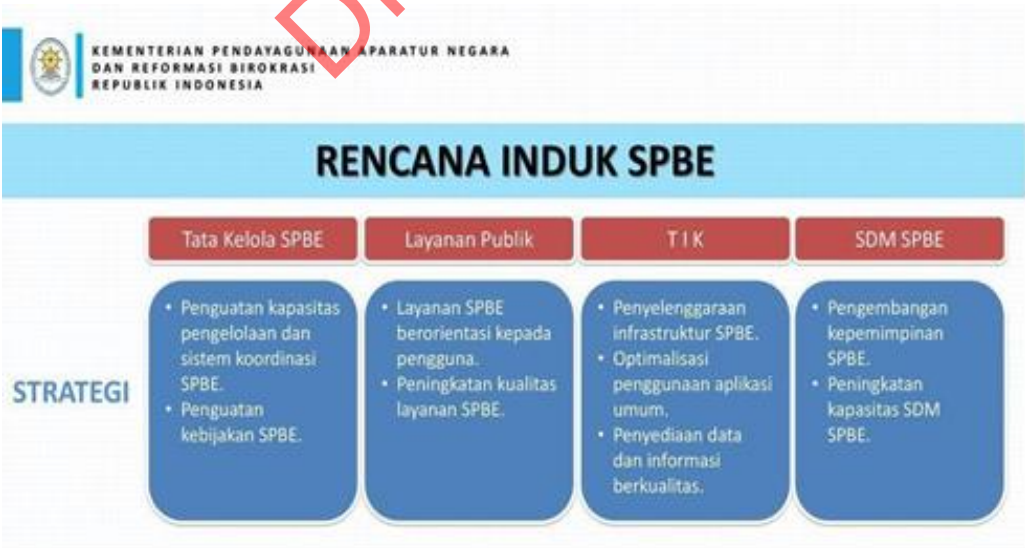 KEMENTERIAN PENDAYAGUNAAN APARATUR NEGARA
DAN REFORMASI BIROKRASI
REPUBLIK INDONESIA
RENCANA INDUK SPBE
STRATEGI
Tata Kelola SPBE
• Penguatan kapasitas
pengelolaan dan
sistem koordinasi
SPBE.
• Penguatan
kebijakan SPBE.
Layanan Publik
• Layanan SPBE
berorientasi kepada
pengguna.
• Peningkatan kualitas
layanan SPBE.
T I K
• Penyelenggaraan
infrastruktur SPBE.
• Optimalisasi
penggunaan aplikasi
umum.
• Penyediaan data
dan informasi
berkualitas.
SDM SPBE
• Pengembangan
kepemimpinan
SPBE.
• Peningkatan
kapasitas SDM
SPBE.